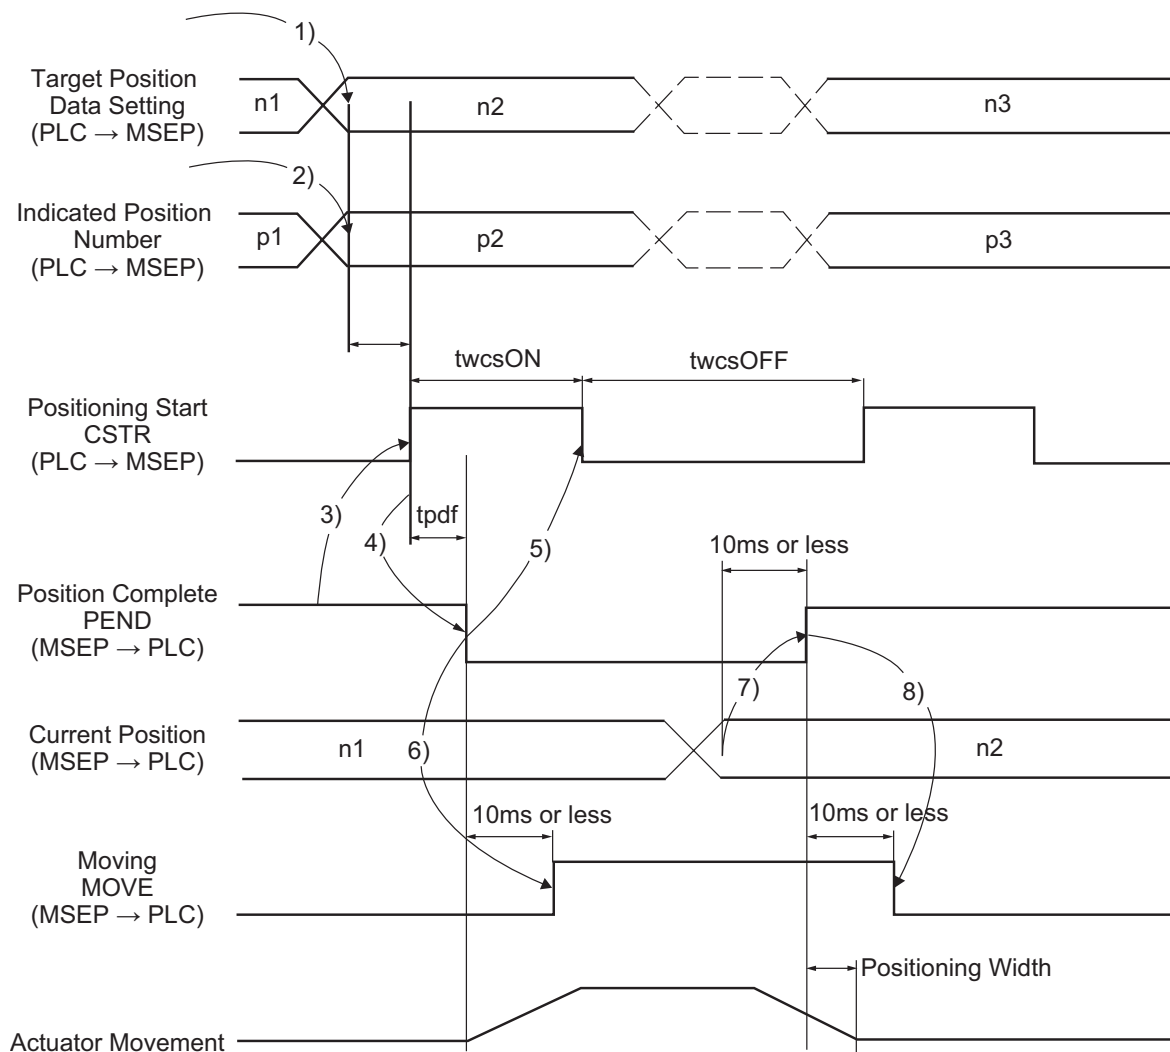 1)
Target Position
Data Setting
(PLC → MSEP)
n1
n2
n3
2)
Indicated Position
Number
(PLC → MSEP)
p1
p2
p3
twcsON
twcsOFF
Positioning Start
CSTR
(PLC → MSEP)
3)
4)
tpdf
5)
10ms or less
Position Complete
PEND
(MSEP → PLC)
7)
8)
Current Position
(MSEP → PLC)
n1
6)
n2
10ms or less
10ms or less
Moving
MOVE
(MSEP → PLC)
Positioning Width
Actuator Movement